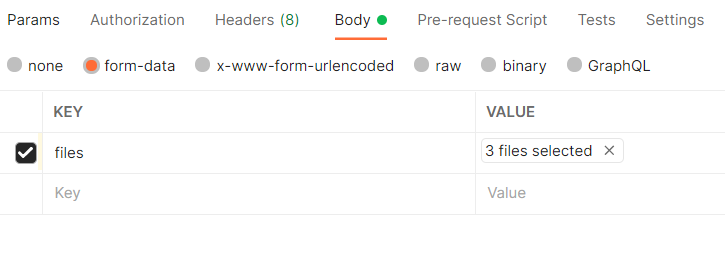 Params Authorization Headers (8) Body Pre-request Script Tests Settings
none form-data x-www-form-urlencoded raw binary GraphQL
KEY VALUE
files 3 files selected
Key Value